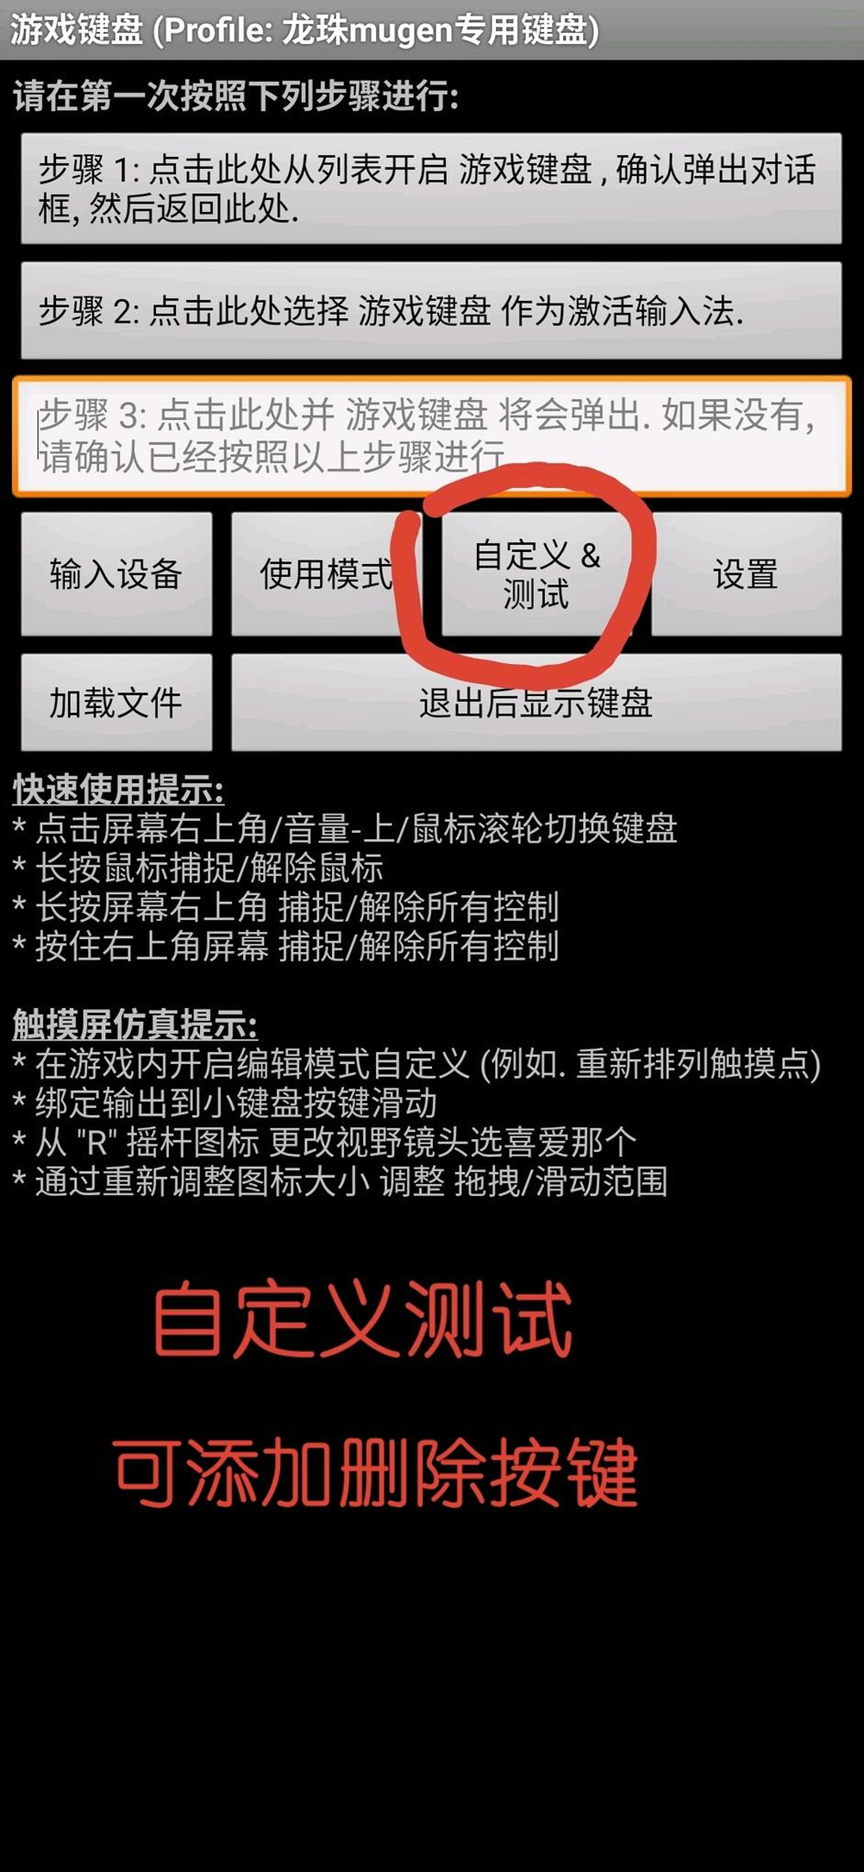 游戏键盘 (Profile: 龙珠mugen专用键盘)
请在第一次按照下列步骤进行:
步骤 1: 点击此处从列表开启 游戏键盘 , 确认弹出对话
框, 然后返回此处.
步骤 2: 点击此处选择 游戏键盘 作为激活输入法.
步骤 3: 点击此处并 游戏键盘 将会弹出. 如果没有,
请确认已经按照以上步骤进行
输入设备
使用模式
自定义 &
测试
设置
加载文件
退出后显示键盘
快速使用提示:
* 点击屏幕右上角/音量-上/鼠标滚轮切换键盘
* 长按鼠标捕捉/解除鼠标
* 长按屏幕右上角 捕捉/解除所有控制
* 按住右上角屏幕 捕捉/解除所有控制
触摸屏仿真提示:
* 在游戏内开启编辑模式自定义 (例如. 重新排列触摸点)
* 绑定输出到小键盘按键滑动
* 从 "R" 摇杆图标 更改视野镜头选喜爱那个
* 通过重新调整图标大小 调整 拖拽/滑动范围
自定义测试
可添加删除按键